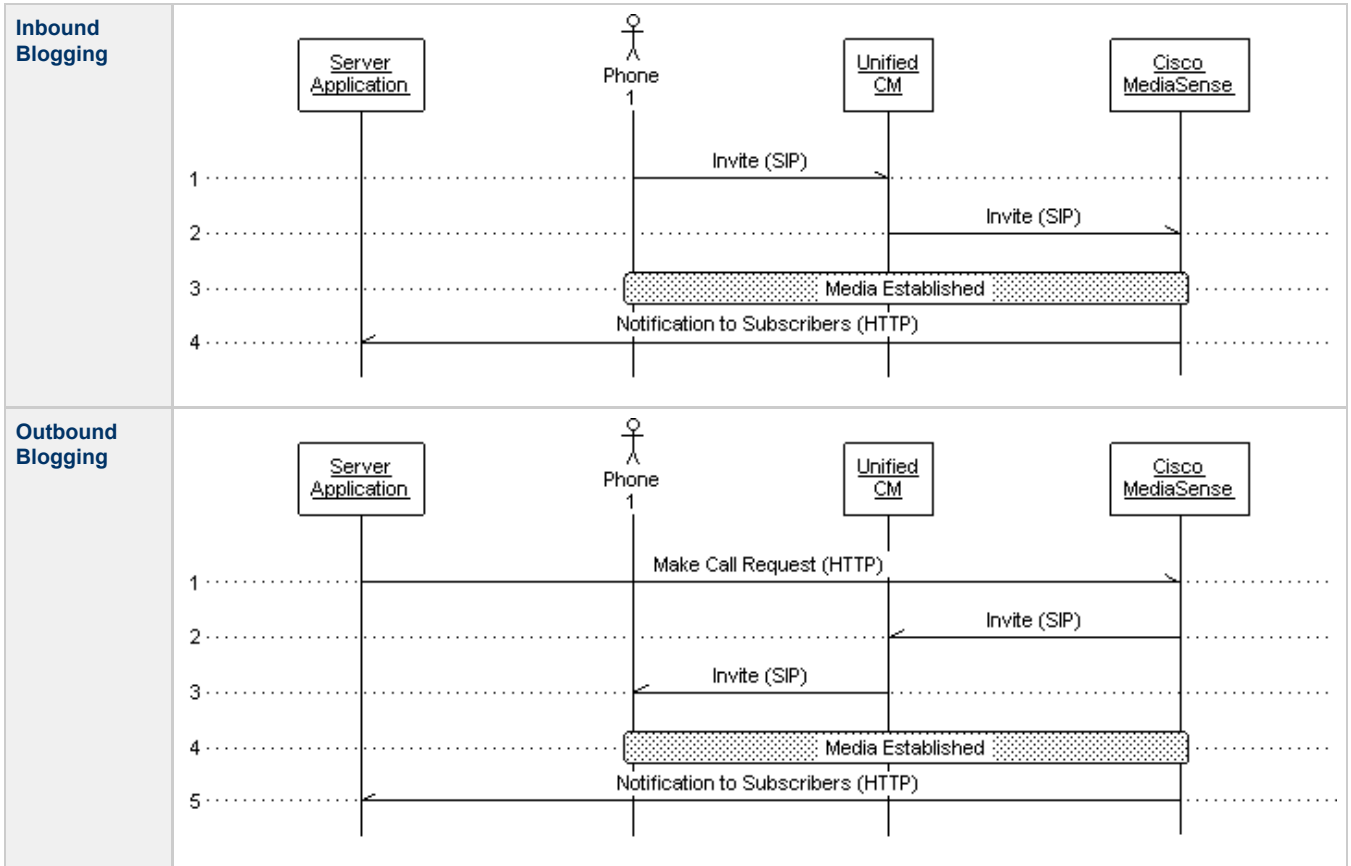 Inbound
Blogging
Server
Application
Phone
1
Unified
CM
Cisco
MediaSense
1
Invite (SIP)
2
Invite (SIP)
3
Media Established
Notification to Subscribers (HTTP)
4
Outbound
Blogging
Server
Application
Phone
1
Unified
CM
Cisco
MediaSense
Make Call Request (HTTP)
1
Invite (SIP)
2
Invite (SIP)
3
4
Media Established
Notification to Subscribers (HTTP)
5